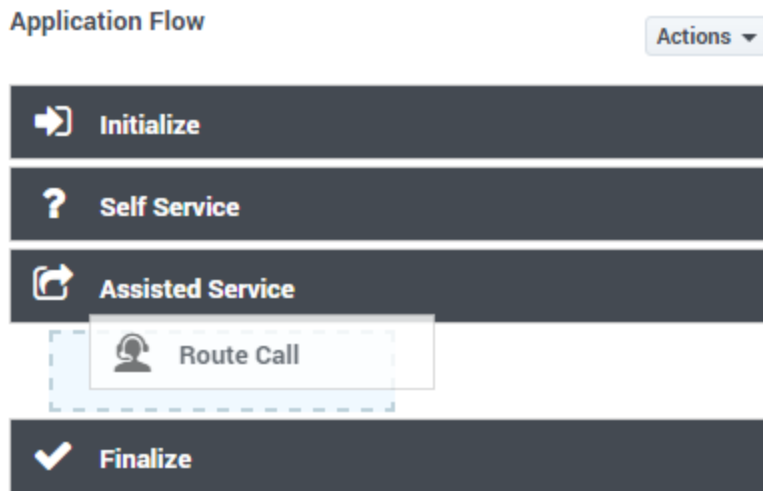 Application Flow
Actions
Initialize
Self Service
Assisted Service
Route Call
Finalize